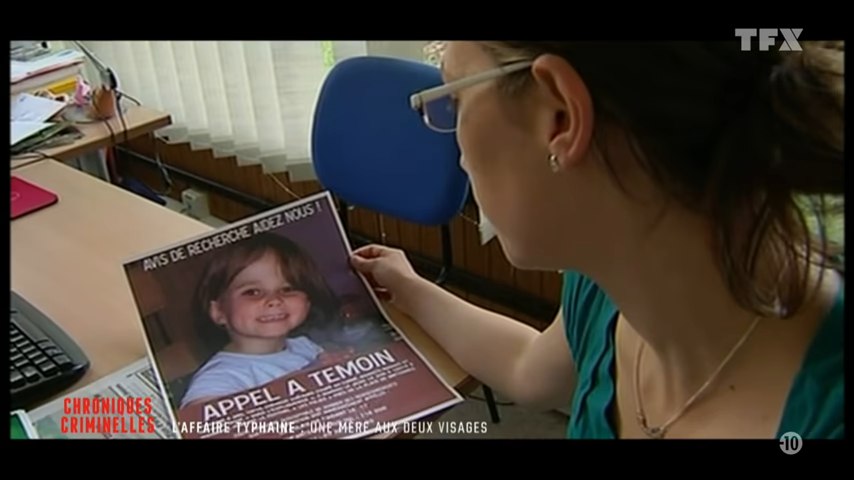 TFX
AVIS DE RECHERCHE AIDEZ NOUS !
APPEL A TEMOIN
CHRONIQUES
CRIMINELLES
L'AFFAIRE TYPHAINE : UNE MÈRE AUX DEUX VISAGES
-10